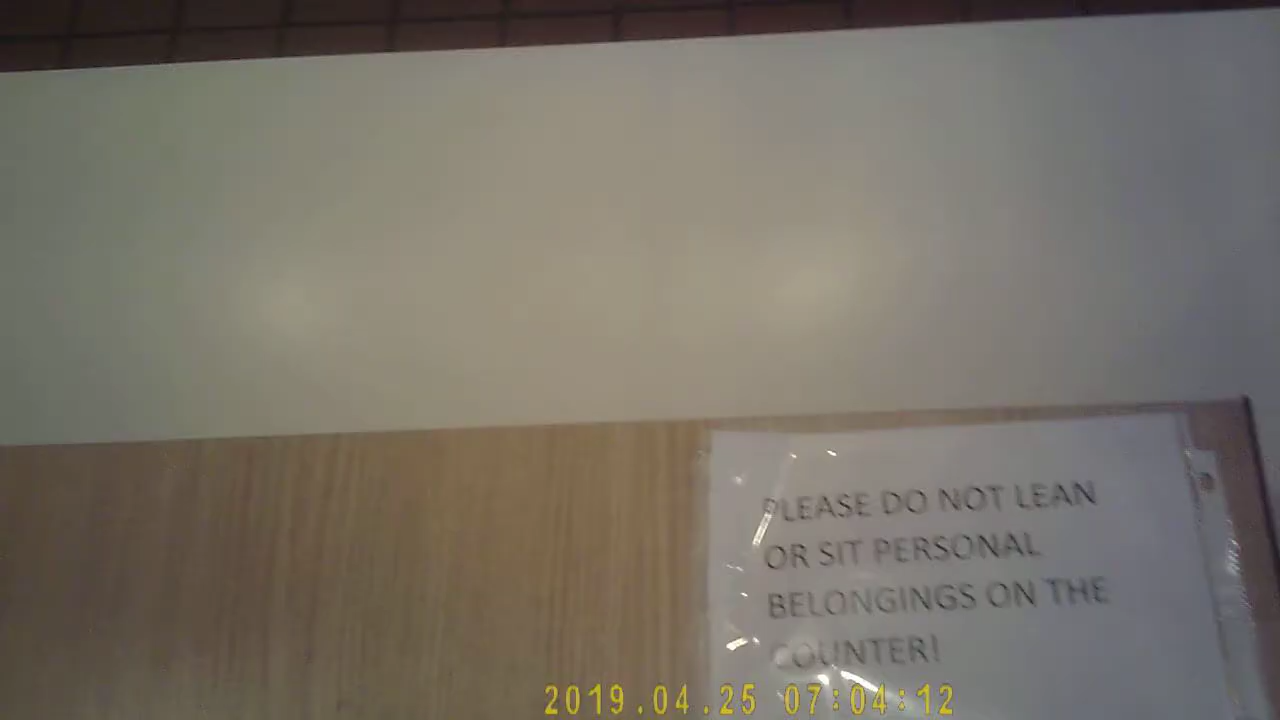 PLEASE DO NOT LEAN
OR SIT PERSONAL
BELONGINGS ON THE
COUNTER!
2019.04.25 07:04:12